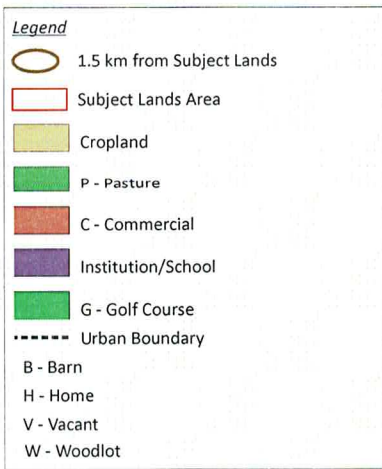 Legend
1.5 km from Subject Lands
Subject Lands Area
Cropland
P - Pasture
C - Commercial
Institution/School
G - Golf Course
Urban Boundary
B - Barn
H - Home
V - Vacant
W - Woodlot